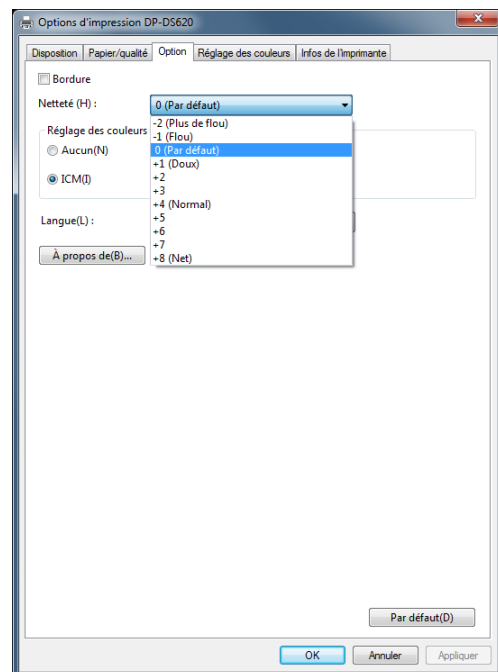 Options d'impression DP-DS620
Disposition Papier/qualité Option Réglage des couleurs Infos de l'imprimante
Bordure
Netteté (H) : 0 (Par défaut)
-2 (Plus de flou)
-1 (Flou)
0 (Par défaut)
+1 (Doux)
+2
+3
+4 (Normal)
+5
+6
+7
+8 (Net)
Réglage des couleurs
Aucun(N)
ICM(I)
Langue(L) :
À propos de(B)...
Par défaut(D)
OK Annuler Appliquer